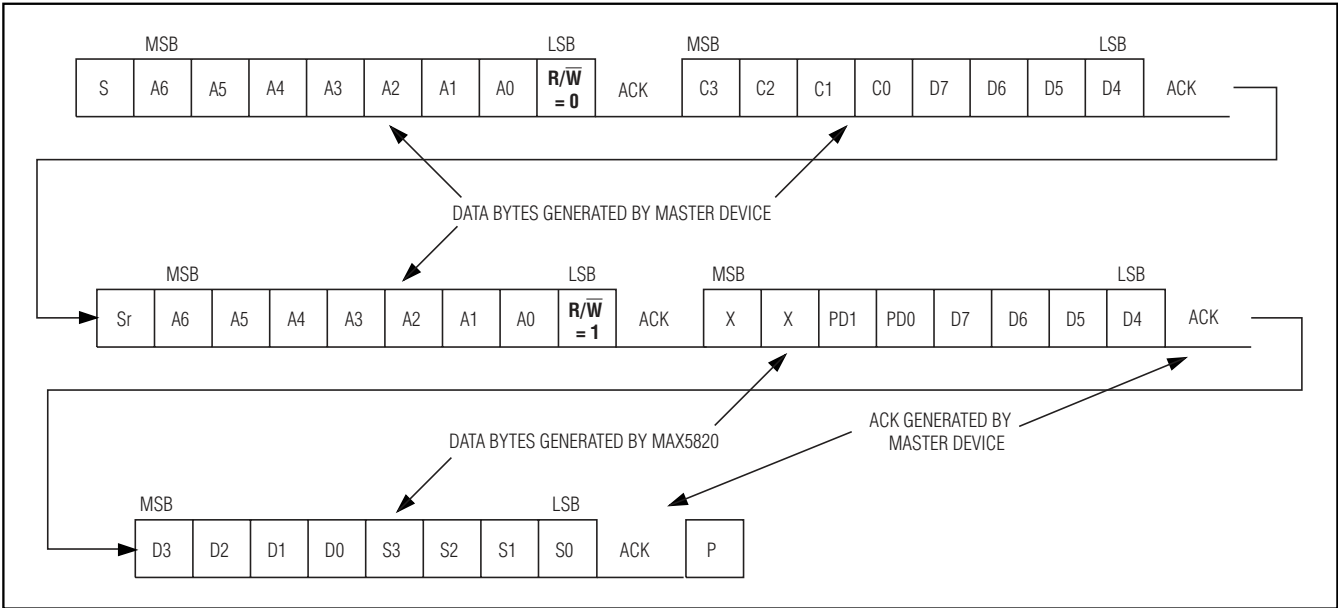 MSB LSB MSB LSB
S A6 A5 A4 A3 A2 A1 A0 R/W̅ = 0 ACK C3 C2 C1 C0 D7 D6 D5 D4 ACK
DATA BYTES GENERATED BY MASTER DEVICE
MSB LSB MSB LSB
Sr A6 A5 A4 A3 A2 A1 A0 R/W̅ = 1 ACK X X PD1 PD0 D7 D6 D5 D4 ACK
DATA BYTES GENERATED BY MAX5820
ACK GENERATED BY
MASTER DEVICE
MSB LSB
D3 D2 D1 D0 S3 S2 S1 S0 ACK P